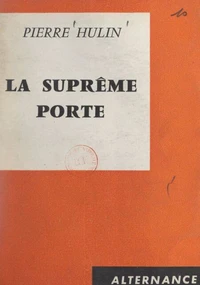 PIERRE HULIN
LA SUPRÊME
PORTE
ALTERNANCE